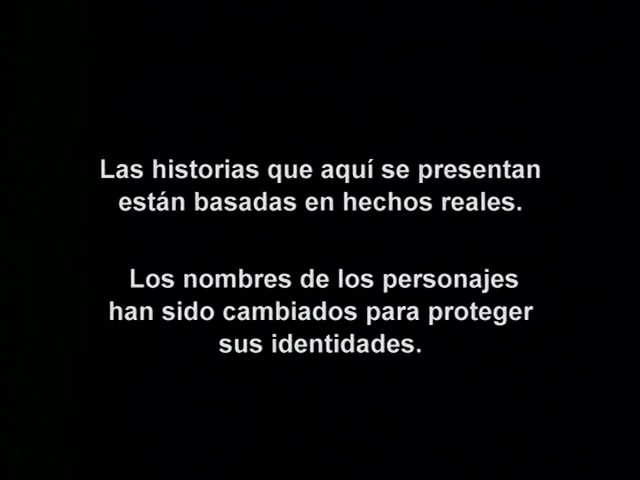 Las historias que aquí se presentan
están basadas en hechos reales.
Los nombres de los personajes
han sido cambiados para proteger
sus identidades.